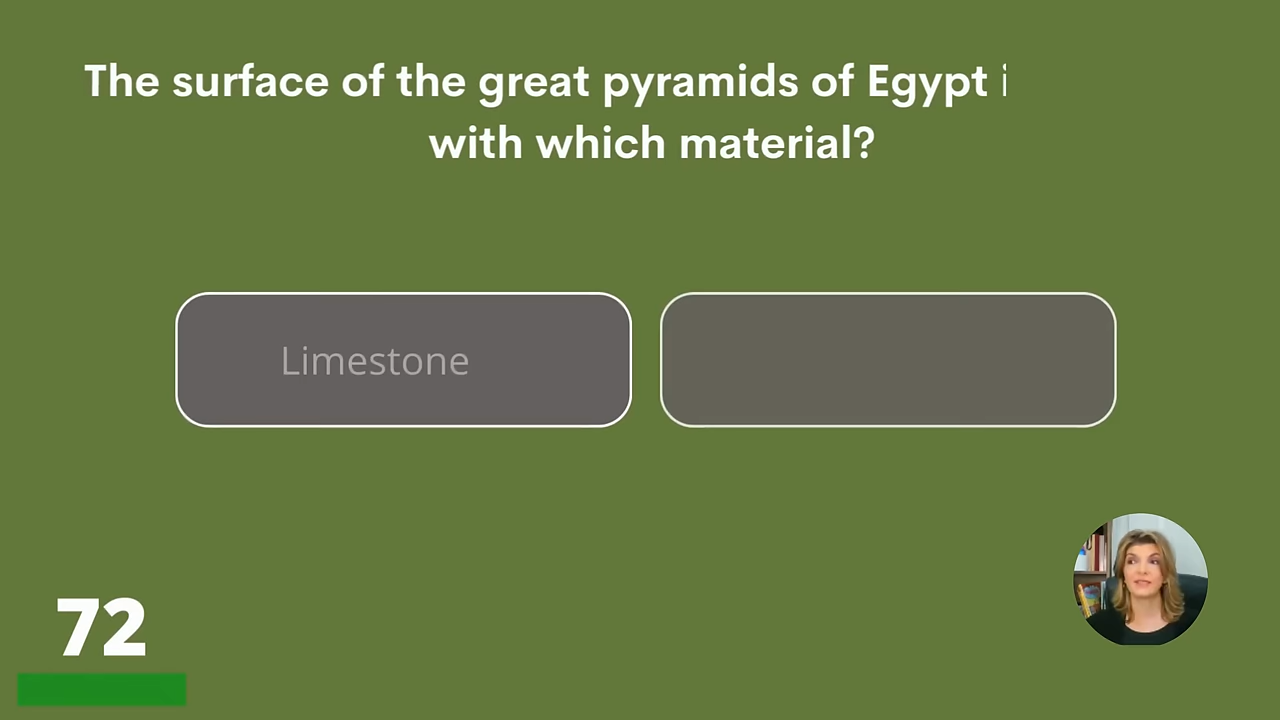 The surface of the great pyramids of Egypt i
with which material?
Limestone
72